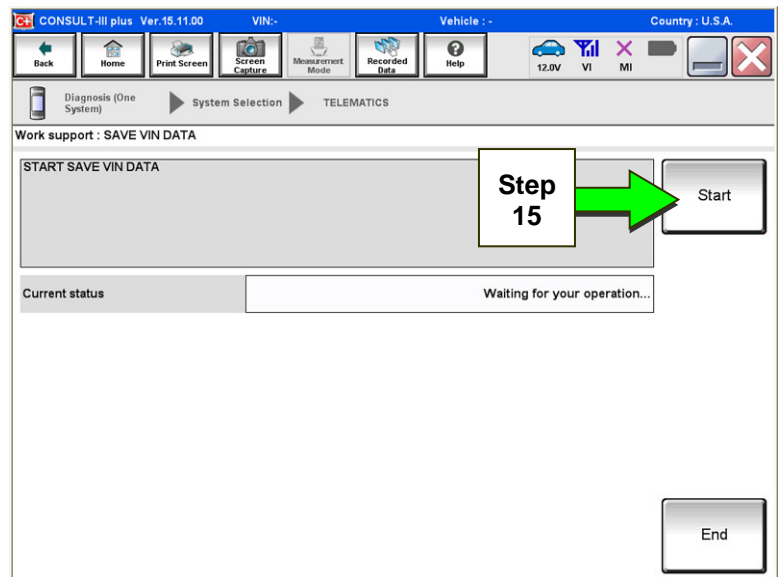 C+ CONSULT-III plus Ver.15.11.00 VIN:- Vehicle : - Country : U.S.A.
Back
Home
Print Screen
Screen
Capture
Measurement
Mode
Recorded
Data
?
Help
12.0V
VI
MI
Diagnosis (One
System)
System Selection
TELEMATICS
Work support : SAVE VIN DATA
START SAVE VIN DATA
Step
15
Start
Current status
Waiting for your operation...
End